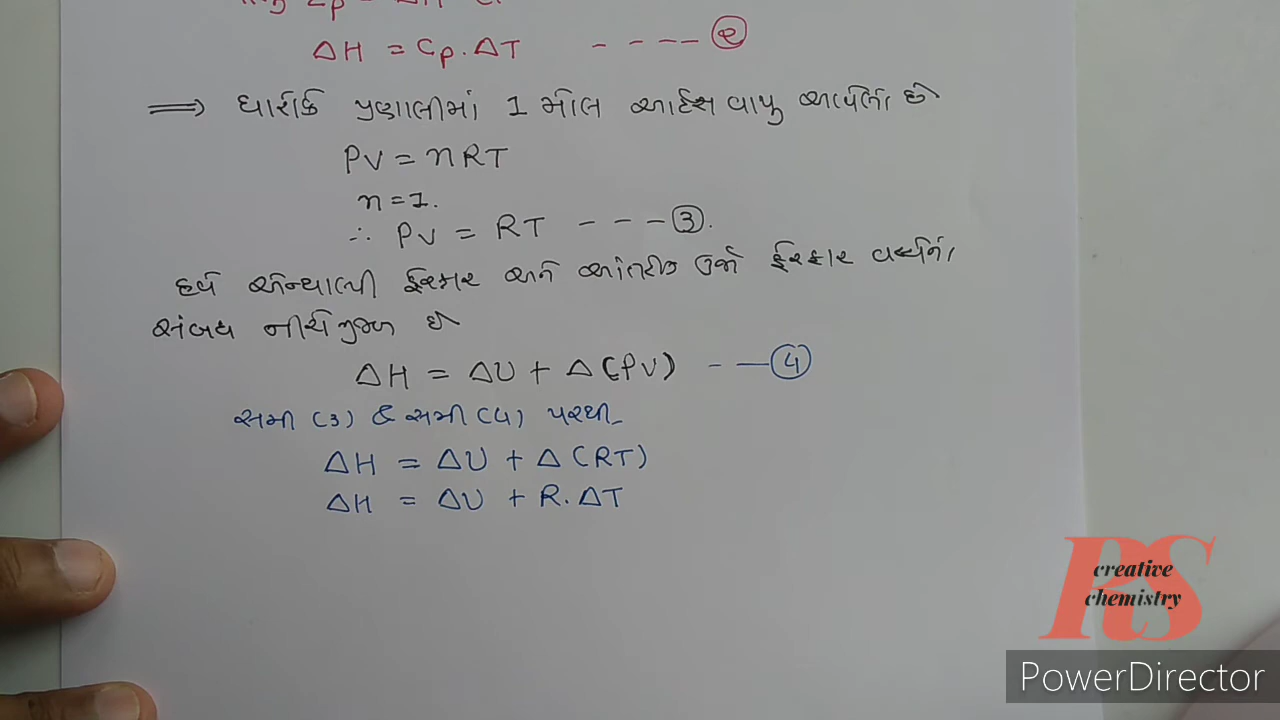 ΔH = Cp.ΔT - - - - - ②
⟹ ધારોકે પ્રણાલીમાં 1 મોલ આદર્શ વાયુ આવેલો છે
PV = nRT
n = 1.
∴ PV = RT - - - - ③.
હવે એન્થાલ્પી ફેરફાર અને આંતરીક ઉર્જા ફેરફાર વચ્ચેનો
સંબંધ નીચે મુજબ છે
ΔH = ΔU + Δ(PV) - - — ④
સમી (3) & સમી (4) પરથી_
ΔH = ΔU + Δ(RT)
ΔH = ΔU + R.ΔT
RS
creative
chemistry
PowerDirector